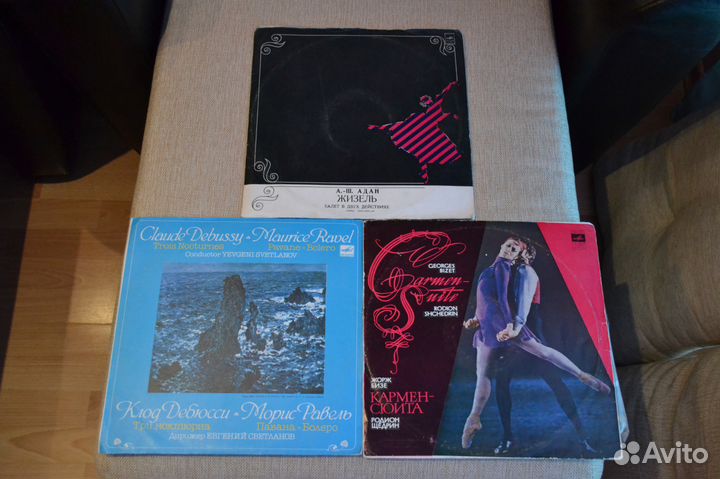 А.-Ш. АДАН
ЖИЗЕЛЬ
БАЛЕТ В ДВУХ ДЕЙСТВИЯХ
Claude Debussy • Maurice Ravel
Trois Nocturnes Pavane - Bolero
Conductor YEVGENI SVETLANOV
Клод Дебюсси • Морис Равель
Три ноктюрна Павана - Болеро
Дирижер ЕВГЕНИЙ СВЕТЛАНОВ
GEORGES
BIZET
Carmen-
Suite
RODION
SHCHEDRIN
ЖОРЖ
БИЗЕ
КАРМЕН-
СЮИТА
РОДИОН
ЩЕДРИН
Avito